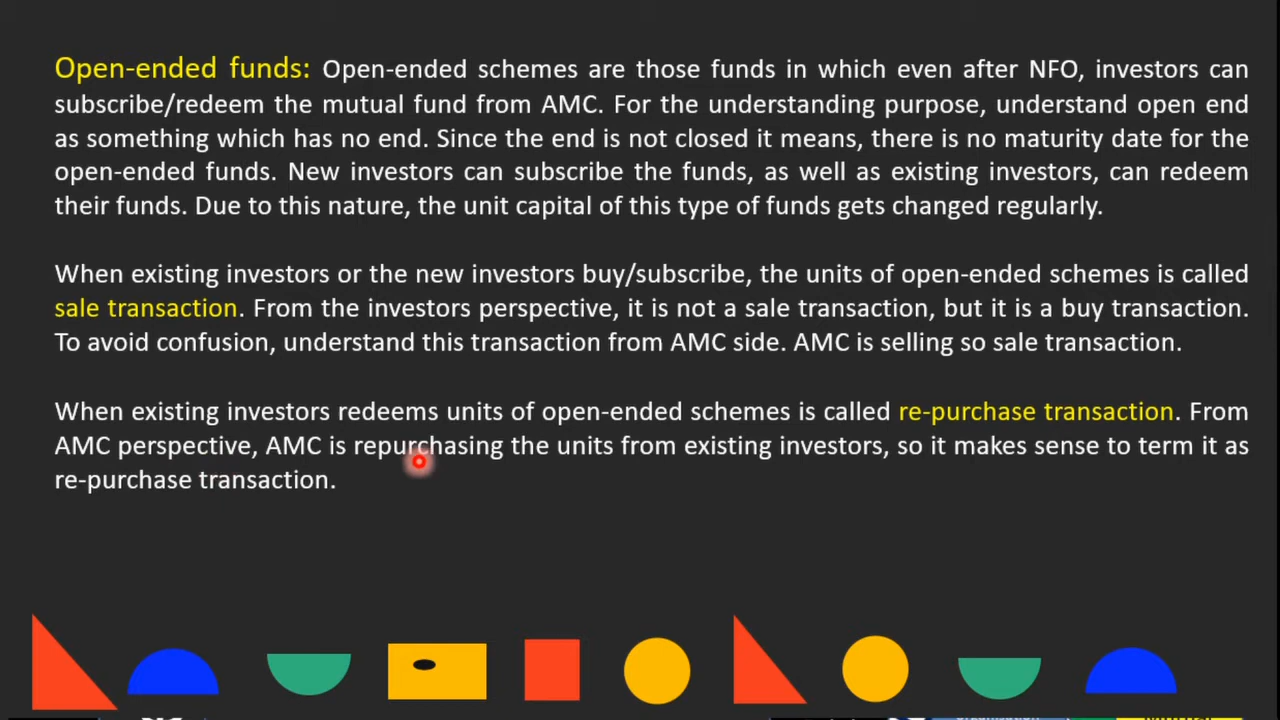 Open-ended funds: Open-ended schemes are those funds in which even after NFO, investors can
subscribe/redeem the mutual fund from AMC. For the understanding purpose, understand open end
as something which has no end. Since the end is not closed it means, there is no maturity date for the
open-ended funds. New investors can subscribe the funds, as well as existing investors, can redeem
their funds. Due to this nature, the unit capital of this type of funds gets changed regularly.
When existing investors or the new investors buy/subscribe, the units of open-ended schemes is called
sale transaction. From the investors perspective, it is not a sale transaction, but it is a buy transaction.
To avoid confusion, understand this transaction from AMC side. AMC is selling so sale transaction.
When existing investors redeems units of open-ended schemes is called re-purchase transaction. From
AMC perspective, AMC is repurchasing the units from existing investors, so it makes sense to term it as
re-purchase transaction.